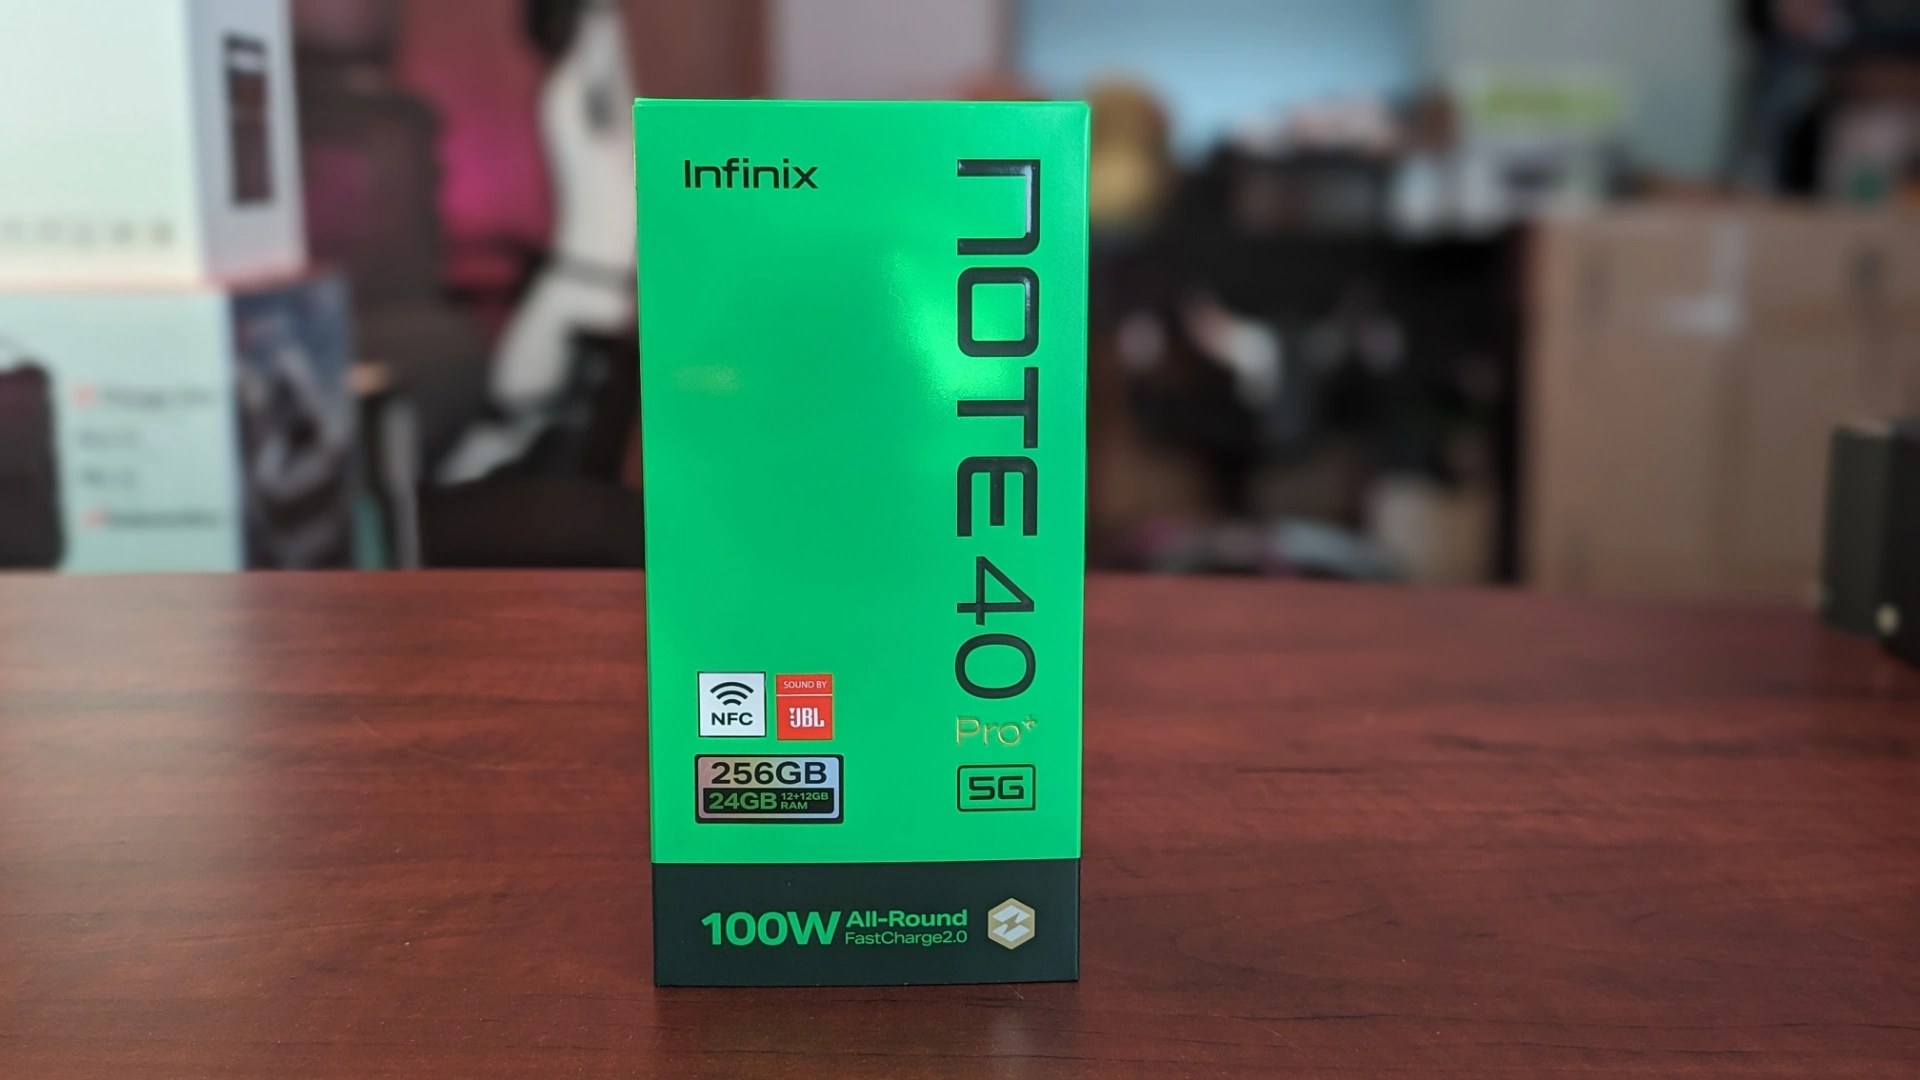 Infinix
NOTE 40
Pro+
5G
NFC
SOUND BY
JBL
256GB
24GB 12+12GB RAM
100W All-Round
FastCharge2.0